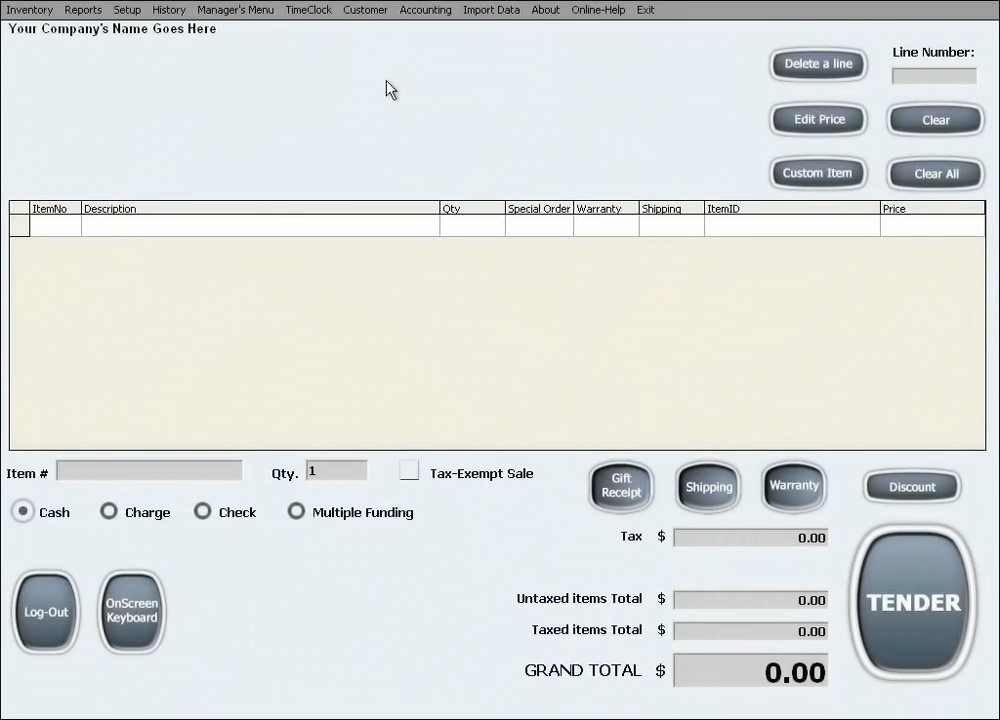 Inventory Reports Setup History Manager's Menu TimeClock Customer Accounting Import Data About Online-Help Exit
Your Company's Name Goes Here
Line Number:
Delete a line
Edit Price Clear
Custom Item Clear All
ItemNo Description Qty Special Order Warranty Shipping ItemID Price
Item # Qty. 1 Tax-Exempt Sale
Gift
Receipt
Shipping Warranty Discount
Cash Charge Check Multiple Funding
Tax $ 0.00
Log-Out
OnScreen
Keyboard
Untaxed items Total $ 0.00
TENDER
Taxed items Total $ 0.00
GRAND TOTAL $ 0.00